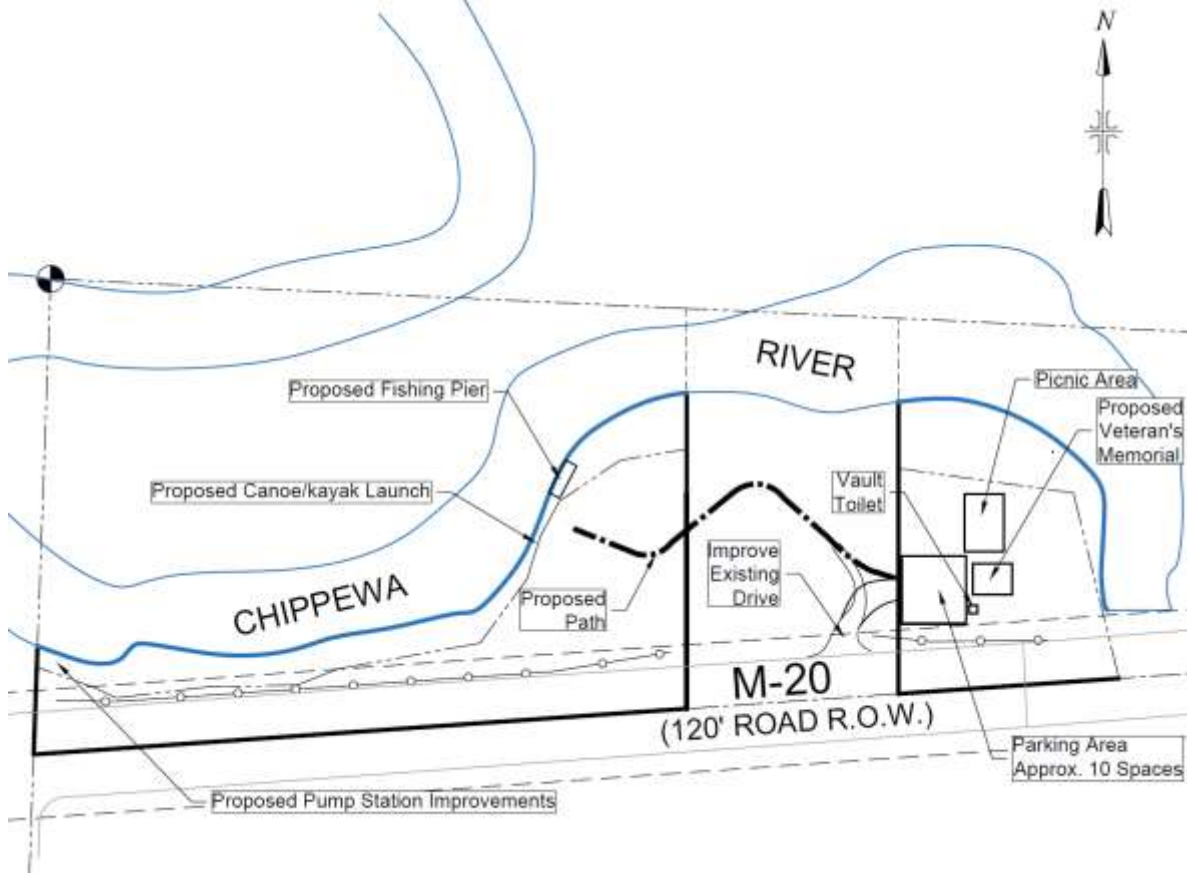 N
RIVER
Proposed Fishing Pier
Picnic Area
Proposed
Veteran's
Memorial
Vault
Toilet
Proposed Canoe/kayak Launch
Improve
Existing
Drive
CHIPPEWA
Proposed
Path
M-20
(120' ROAD R.O.W.)
Parking Area
Approx. 10 Spaces
Proposed Pump Station Improvements